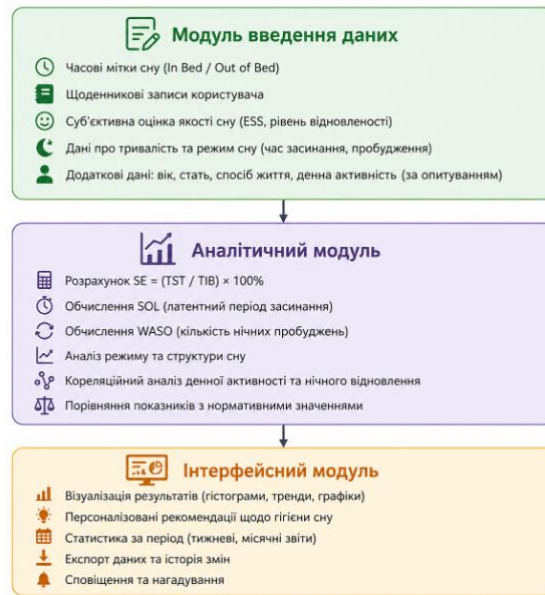 Модуль введення даних
Часові мітки сну (In Bed / Out of Bed)
Щоденникові записи користувача
Суб'єктивна оцінка якості сну (ESS, рівень відновленості)
Дані про тривалість та режим сну (час засинання, пробудження)
Додаткові дані: вік, стать, спосіб життя, денна активність (за опитуванням)
Аналітичний модуль
Розрахунок SE = (TST / TIB) × 100%
Обчислення SOL (латентний період засинання)
Обчислення WASO (кількість нічних пробуджень)
Аналіз режиму та структури сну
Кореляційний аналіз денної активності та нічного відновлення
Порівняння показників з нормативними значеннями
Інтерфейсний модуль
Візуалізація результатів (гістограми, тренди, графіки)
Персоналізовані рекомендації щодо гігієни сну
Статистика за період (тижневі, місячні звіти)
Експорт даних та історія змін
Сповіщення та нагадування